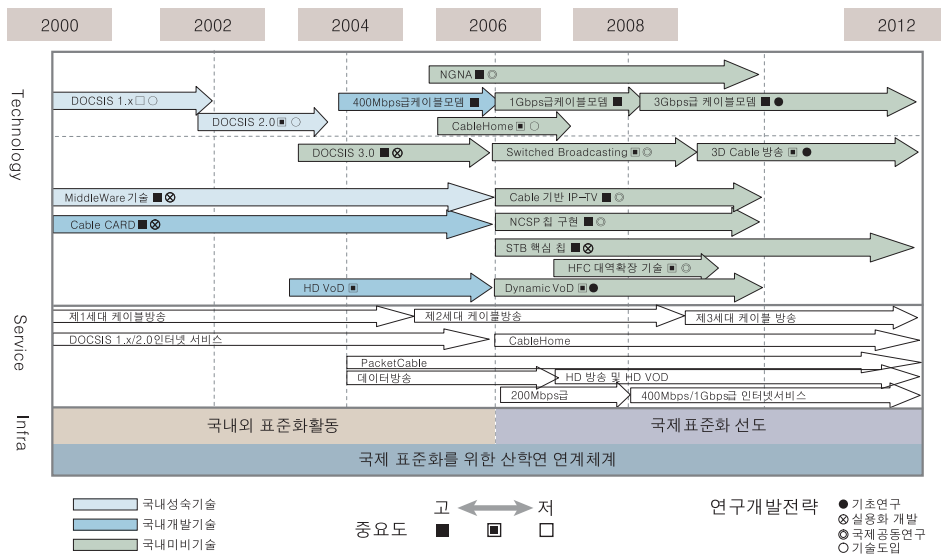 2000 2002 2004 2006 2008 2012
Technology
NGNA ■ ◎
DOCSIS 1.x □ ○
400Mbps급케이블모뎀 ■
1Gbps급케이블모뎀 ■
3Gbps급 케이블모뎀 ■ ●
DOCSIS 2.0 ▣ ○
CableHome ▣ ○
DOCSIS 3.0 ■ ⊗
Switched Broadcasting ▣ ◎
3D Cable 방송 ▣ ●
MiddleWare 기술 ■ ⊗
Cable 기반 IP-TV ■ ◎
Cable CARD ■ ⊗
NCSP 칩 구현 ■ ◎
STB 핵심 칩 ■ ⊗
HFC 대역확장 기술 ▣ ◎
HD VoD ▣
Dynamic VoD ▣ ●
Service
제1세대 케이블방송
제2세대 케이블방송
제3세대 케이블 방송
DOCSIS 1.x/2.0인터넷 서비스
CableHome
PacketCable
데이터방송
HD 방송 및 HD VOD
200Mbps급
400Mbps/1Gbps급 인터넷서비스
Infra
국내외 표준화활동
국제표준화 선도
국제 표준화를 위한 산학연 연계체계
국내성숙기술
국내개발기술
국내미비기술
고 저
중요도 ■ ▣ □
연구개발전략
● 기초연구
⊗ 실용화 개발
◎ 국제공동연구
○ 기술도입